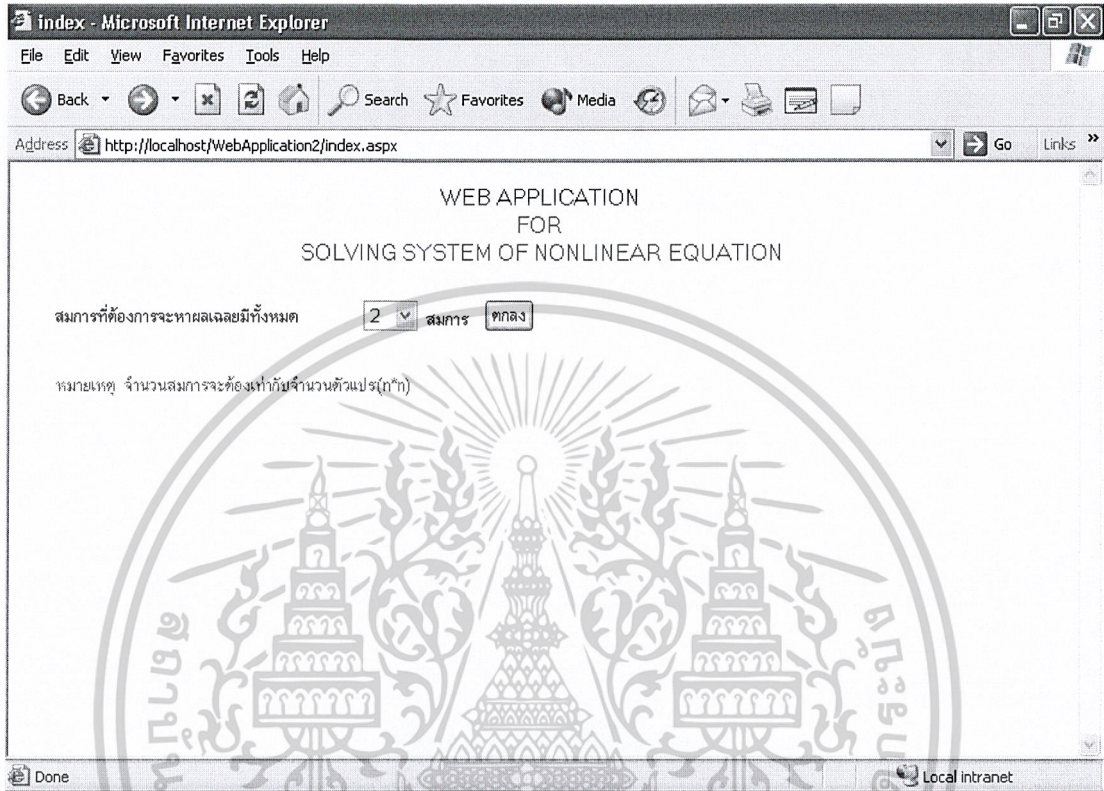 index - Microsoft Internet Explorer
File Edit View Favorites Tools Help
Back Search Favorites Media
Address http://localhost/WebApplication2/index.aspx Go Links »
WEB APPLICATION
FOR
SOLVING SYSTEM OF NONLINEAR EQUATION
สมการที่ต้องการจะหาผลเฉลยมีทั้งหมด 2 สมการ ตกลง
หมายเหตุ จำนวนสมการจะต้องเท่ากับจำนวนตัวแปร(n*n)
Done Local intranet